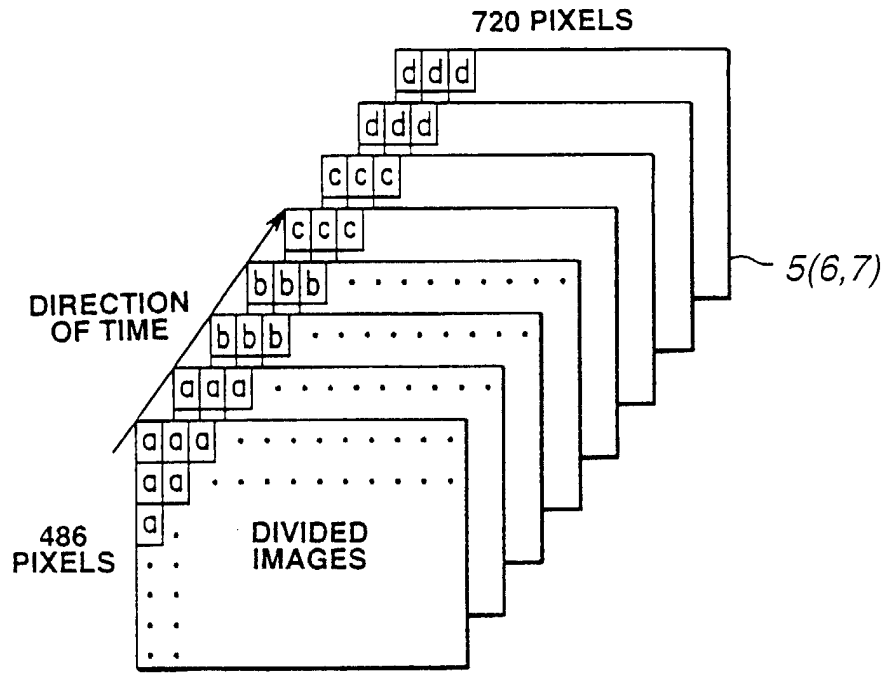 720 PIXELS
d d d
d d d
c c c
c c c
b b b
5(6,7)
DIRECTION
OF TIME
b b b
a a a
a a a
a a
a
486
PIXELS
DIVIDED
IMAGES